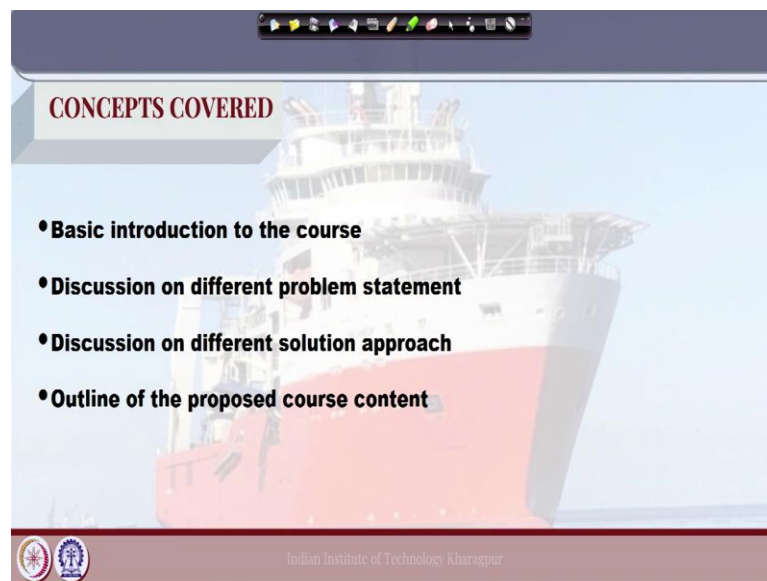 CONCEPTS COVERED
•Basic introduction to the course
•Discussion on different problem statement
•Discussion on different solution approach
•Outline of the proposed course content
Indian Institute of Technology Kharagpur